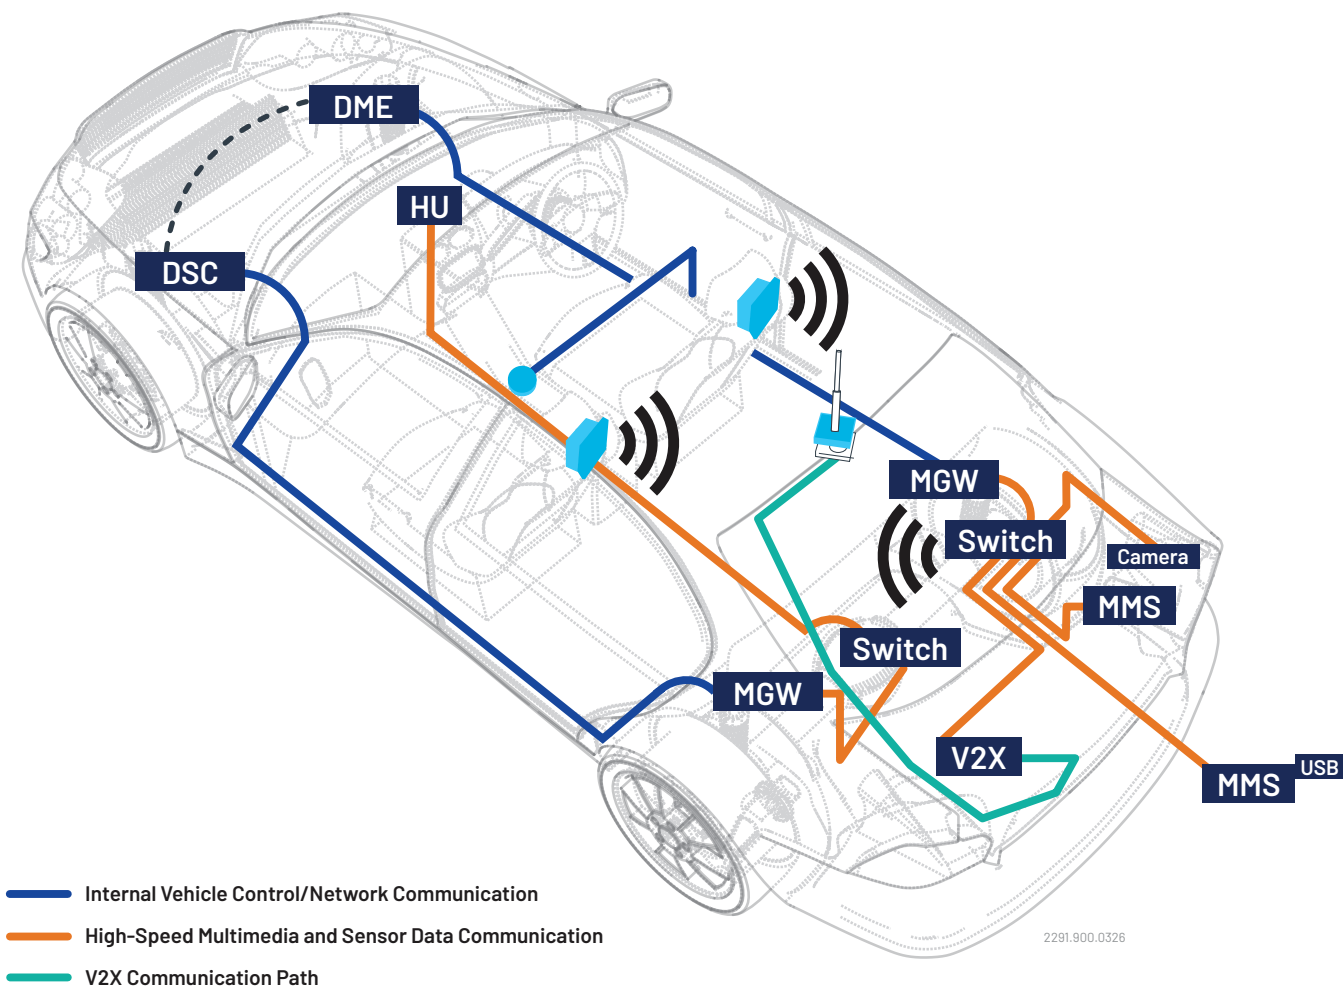 DME
HU
DSC
MGW
Switch
Camera
MMS
Switch
MGW
V2X
USB
MMS
Internal Vehicle Control/Network Communication
High-Speed Multimedia and Sensor Data Communication
2291.900.0326
V2X Communication Path